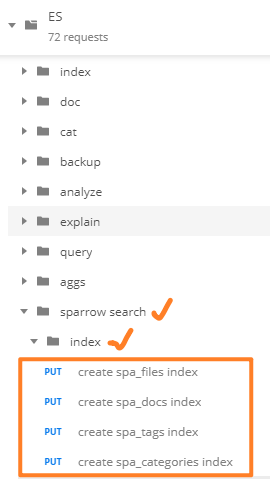 ES
72 requests
index
doc
cat
backup
analyze
explain
query
aggs
sparrow search
index
PUT create spa_files index
PUT create spa_docs index
PUT create spa_tags index
PUT create spa_categories index